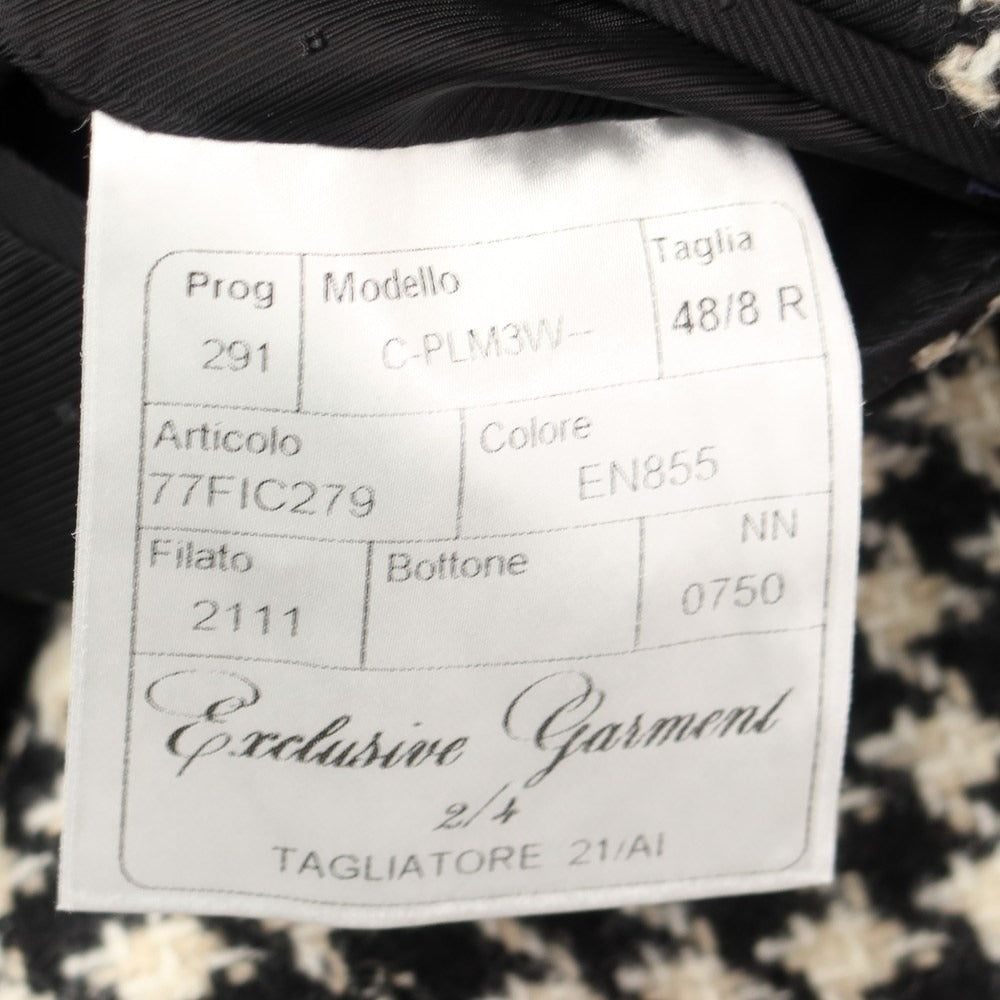 Prog Modello Taglia
291 C-PLM3W-- 48/8 R
Articolo Colore
77FIC279 EN855
Filato Bottone NN
2111 0750
Exclusive Garment
2/4
TAGLIATORE 21/AI